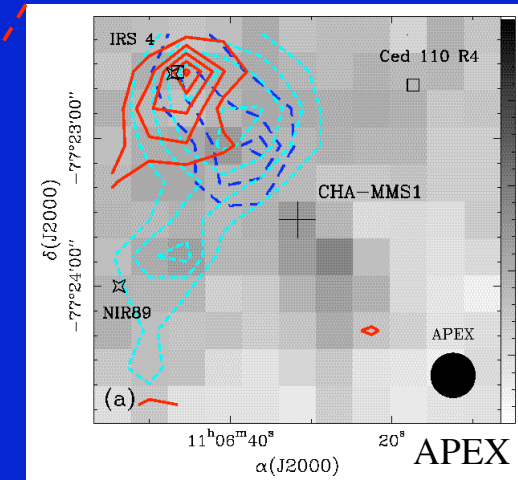 IRS 4
Ced 110 R4
-77°23'00"
CHA-MMS1
δ(J2000)
-77°24'00"
NIR89
APEX
(a)
11ʰ06ᵐ40ˢ
20ˢ
α(J2000)
APEX